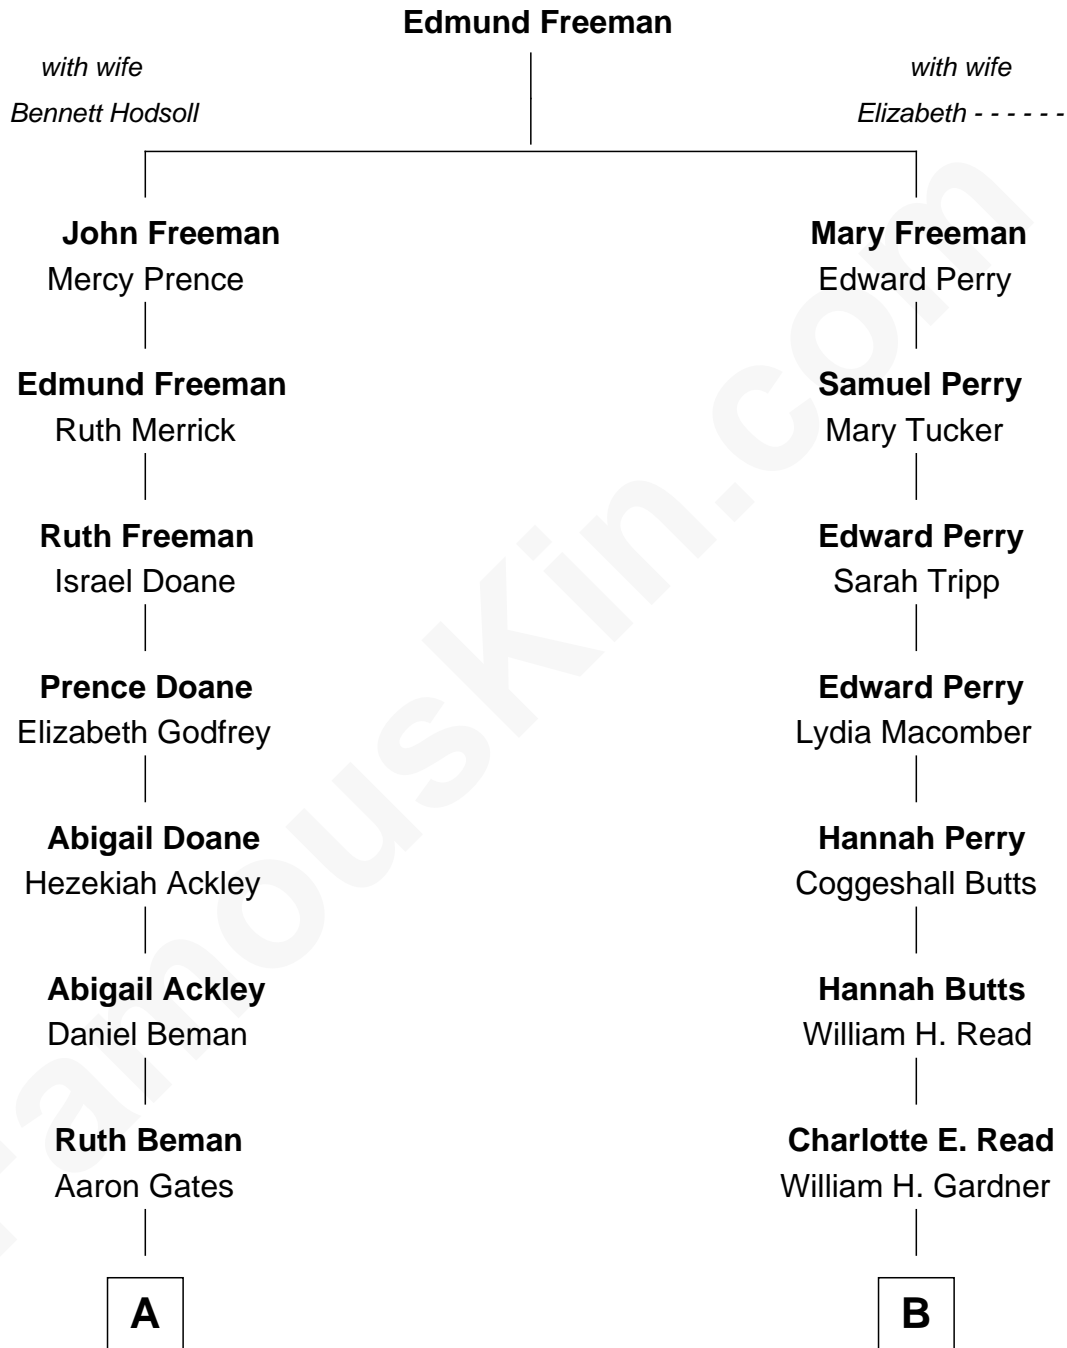 Edmund Freeman
with wife
Bennett Hodsoll
with wife
Elizabeth - - - - - -
John Freeman
Mercy Prence
Mary Freeman
Edward Perry
Edmund Freeman
Ruth Merrick
Samuel Perry
Mary Tucker
Ruth Freeman
Israel Doane
Edward Perry
Sarah Tripp
Prence Doane
Elizabeth Godfrey
Edward Perry
Lydia Macomber
Abigail Doane
Hezekiah Ackley
Hannah Perry
Coggeshall Butts
Abigail Ackley
Daniel Beman
Hannah Butts
William H. Read
Ruth Beman
Aaron Gates
Charlotte E. Read
William H. Gardner
A
B
FamousKin.com